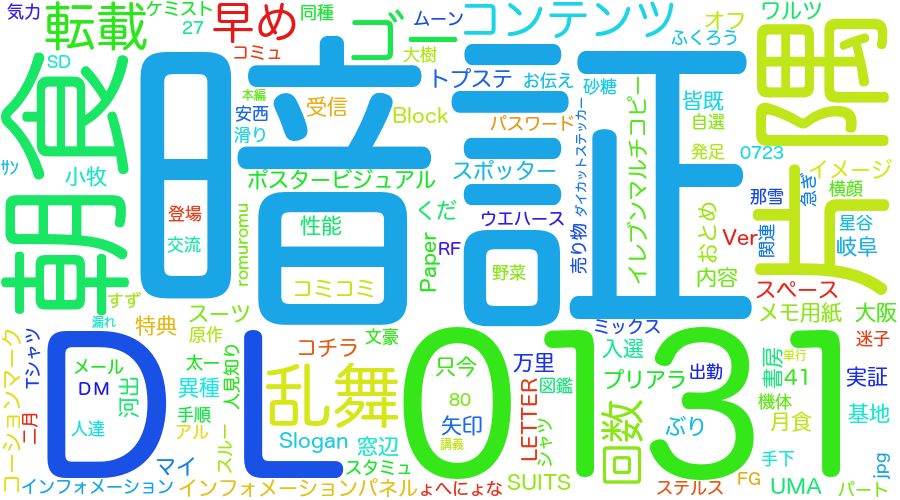 気力
ケミスト
同種
ムーン
コンテンツ
オフ
ワルツ
27
転載
早め
ゴー
ふくろう
SD
コミュ
大樹
トプステ
お伝え
砂糖
皆既
片隅
朝食
本編
安西
受信
Block
自選
滑り
パスワード
暗証
サン
小牧
スポッター
ダイカットステッカー
イレブンマルチコピー
発足
0723
イメージ
ポスタービジュアル
登場
romuromu
性能
くだ
ウエハース
売り物
おとめ
那雪
急ぎ
横顔
交流
Paper
RF
Ver
関連
星谷
岐阜
コミコミ
野菜
内容
スペース
すず
スーツ
漏れ
特典
原作
文豪
コチラ
ミックス
メモ用紙
大阪
コーションマーク
Tシャツ
メール
太一
人見知り
只今
万里
入選
書房
単行
迷子
DM
河田
異種
乱舞
図鑑
プリアラ
出勤
41
実証
DL0131
二月
人達
手順
80
LETTER
シャツ
回数
機体
アル
スルー
Slogan
窓辺
矢印
ぶり
月食
基地
講義
マイ
スタミュ
SUITS
手下
jpg
インフォメーション
インフォメーションパネル
ょへにょな
ステルス
FG
UMA
パート